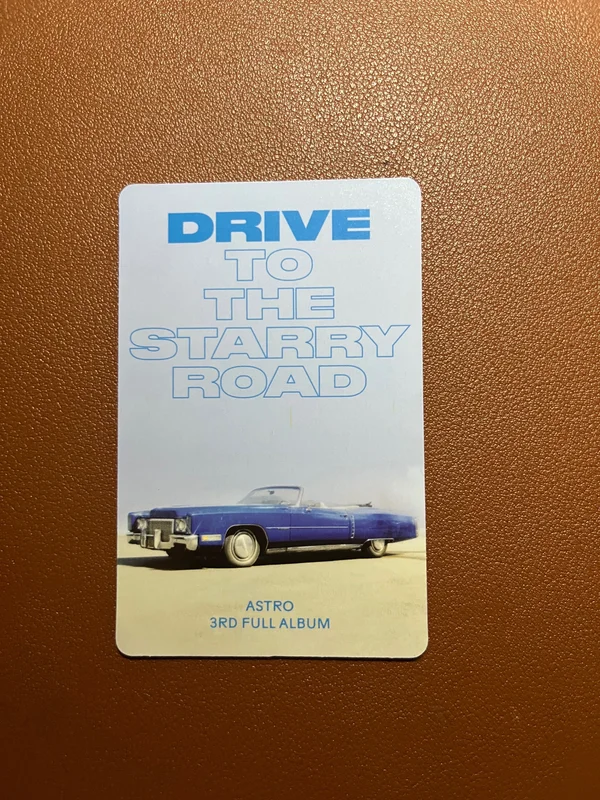 DRIVE
TO
THE
STARRY
ROAD
ASTRO
3RD FULL ALBUM